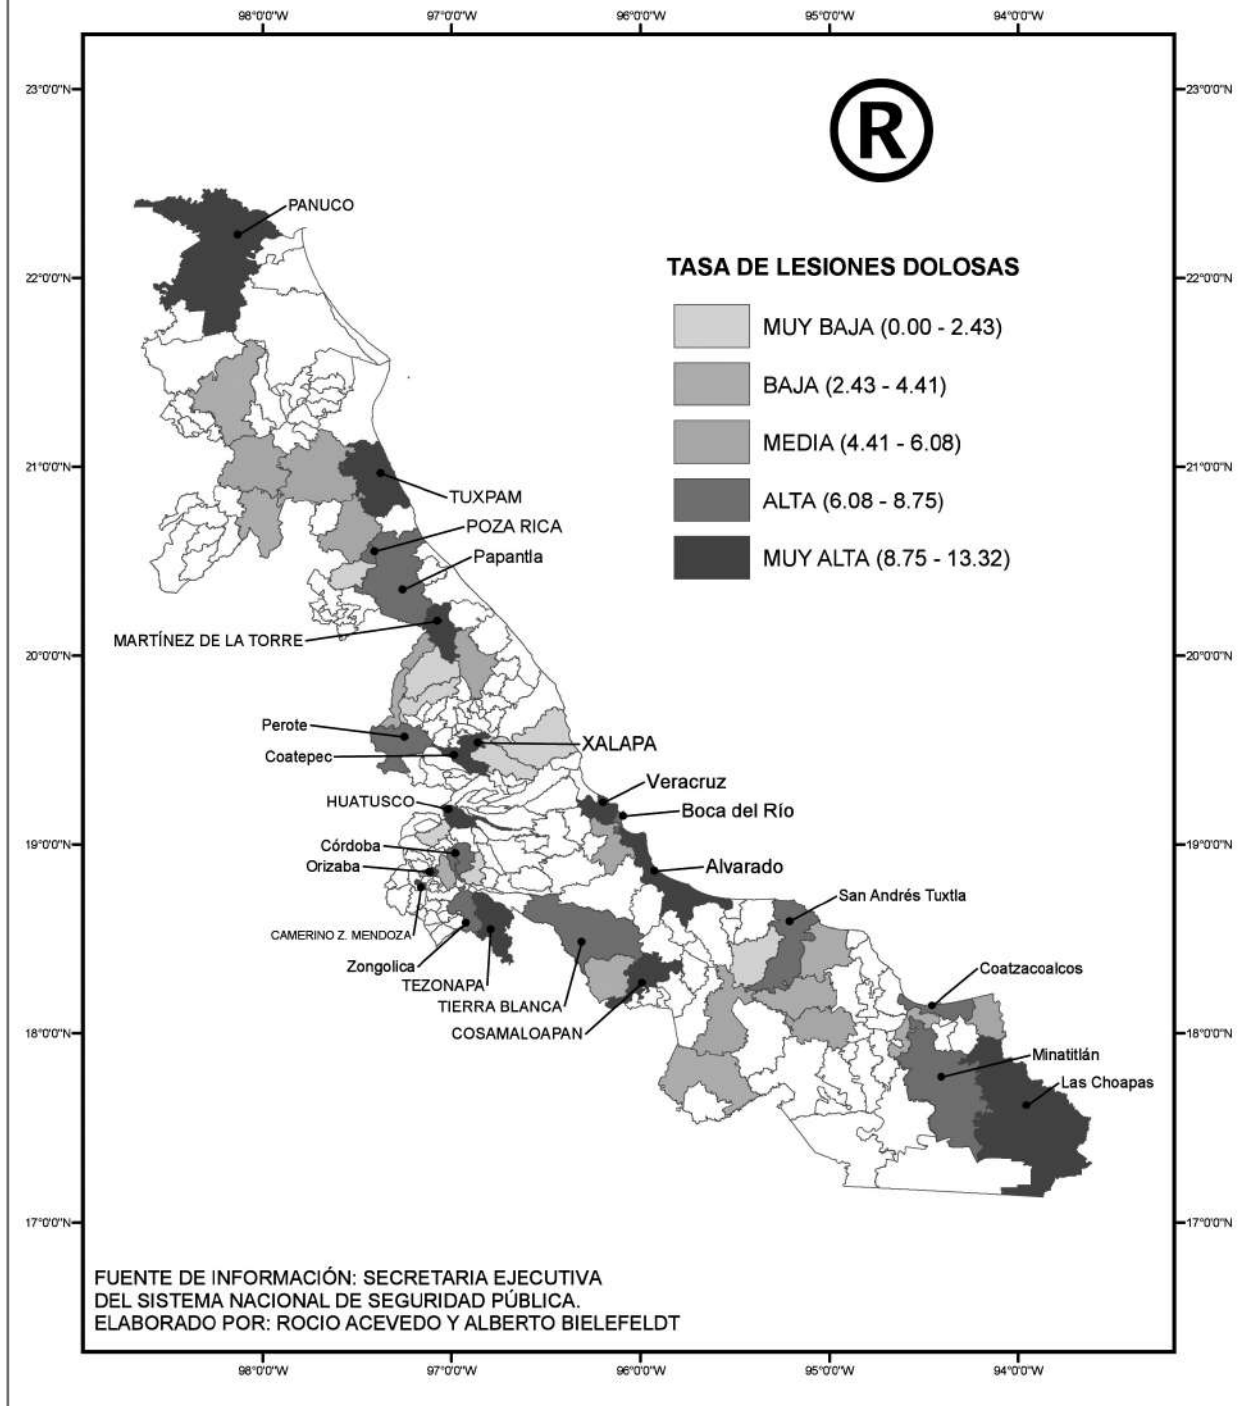 98°0'0"W 97°0'0"W 96°0'0"W 95°0'0"W 94°0'0"W
23°0'0"N 23°0'0"N
®
PANUCO
22°0'0"N 22°0'0"N
TASA DE LESIONES DOLOSAS
MUY BAJA (0.00 - 2.43)
BAJA (2.43 - 4.41)
MEDIA (4.41 - 6.08)
ALTA (6.08 - 8.75)
MUY ALTA (8.75 - 13.32)
21°0'0"N 21°0'0"N
TUXPAM
POZA RICA
Papantla
MARTÍNEZ DE LA TORRE
20°0'0"N 20°0'0"N
Perote
XALAPA
Coatepec
Veracruz
HUATUSCO
Boca del Río
19°0'0"N 19°0'0"N
Córdoba
Orizaba
Alvarado
San Andrés Tuxtla
CAMERINO Z. MENDOZA
Zongolica
Coatzacoalcos
TEZONAPA
TIERRA BLANCA
COSAMALOAPAN
18°0'0"N 18°0'0"N
Minatitlán
Las Choapas
17°0'0"N 17°0'0"N
FUENTE DE INFORMACIÓN: SECRETARIA EJECUTIVA
DEL SISTEMA NACIONAL DE SEGURIDAD PÚBLICA.
ELABORADO POR: ROCIO ACEVEDO Y ALBERTO BIELEFELDT
98°0'0"W 97°0'0"W 96°0'0"W 95°0'0"W 94°0'0"W